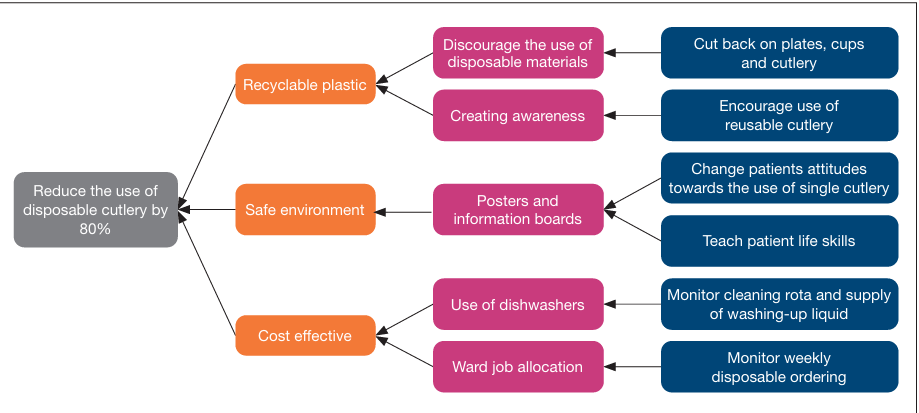 Reduce the use of
disposable cutlery by
80%
Recyclable plastic
Safe environment
Cost effective
Discourage the use of
disposable materials
Creating awareness
Posters and
information boards
Use of dishwashers
Ward job allocation
Cut back on plates, cups
and cutlery
Encourage use of
reusable cutlery
Change patients attitudes
towards the use of single cutlery
Teach patient life skills
Monitor cleaning rota and supply
of washing-up liquid
Monitor weekly
disposable ordering